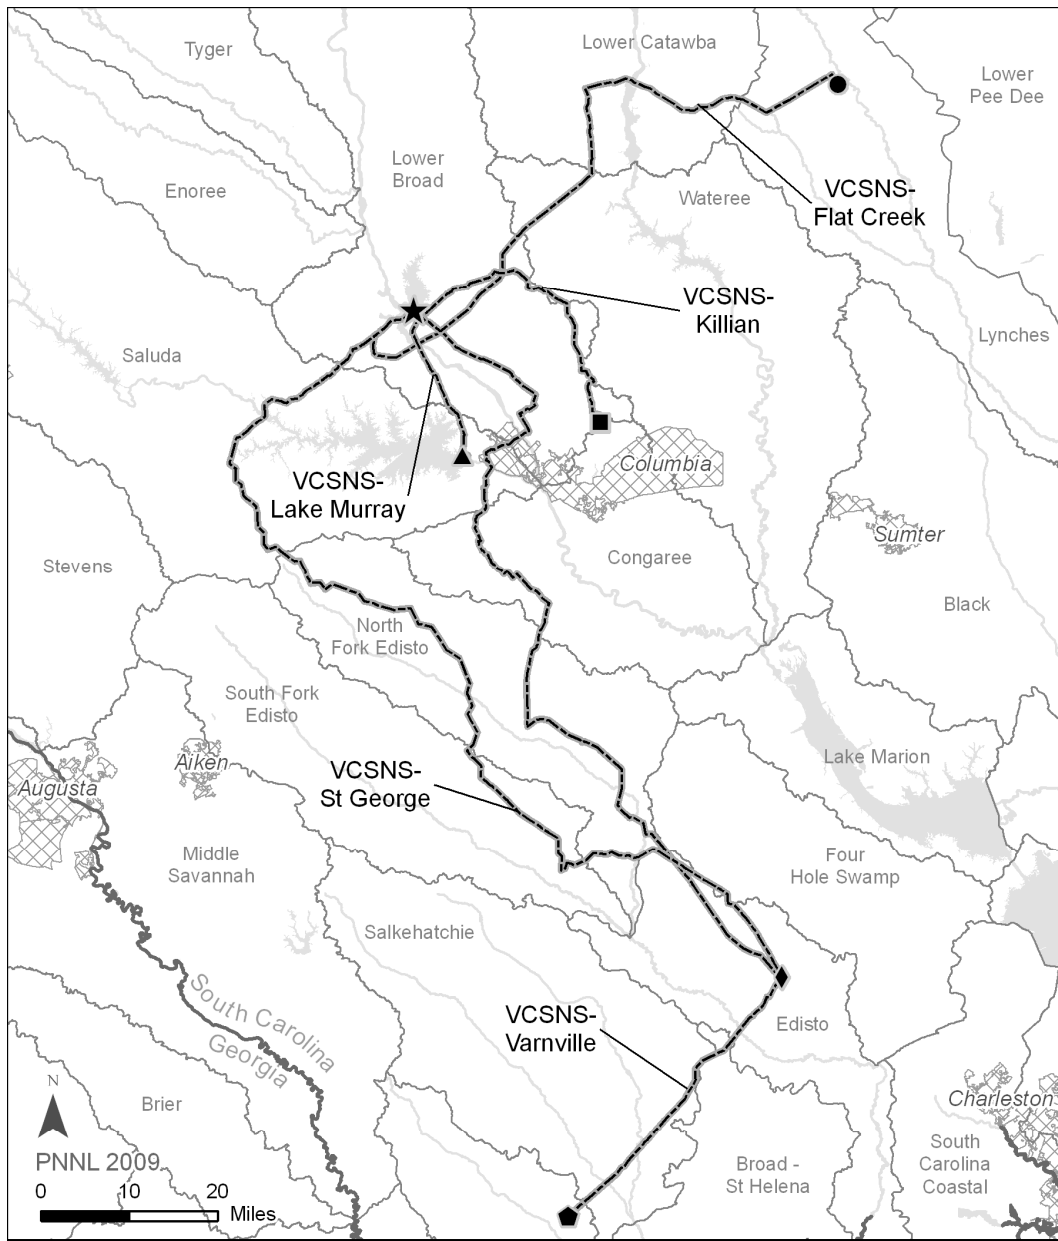 Tyger
Lower Catawba
Lower
Pee Dee
Lower
Broad
Enoree
Wateree
VCSNS-
Flat Creek
VCSNS-
Killian
Lynches
Saluda
Columbia
VCSNS-
Lake Murray
Sumter
Congaree
Stevens
Black
North
Fork Edisto
South Fork
Edisto
Lake Marion
Aiken
VCSNS-
St George
Augusta
Middle
Savannah
Four
Hole Swamp
Salkehatchie
South Carolina
Georgia
VCSNS-
Varnville
Edisto
N
Brier
Charleston
PNNL 2009
Broad -
St Helena
South
Carolina
Coastal
0 10 20
Miles